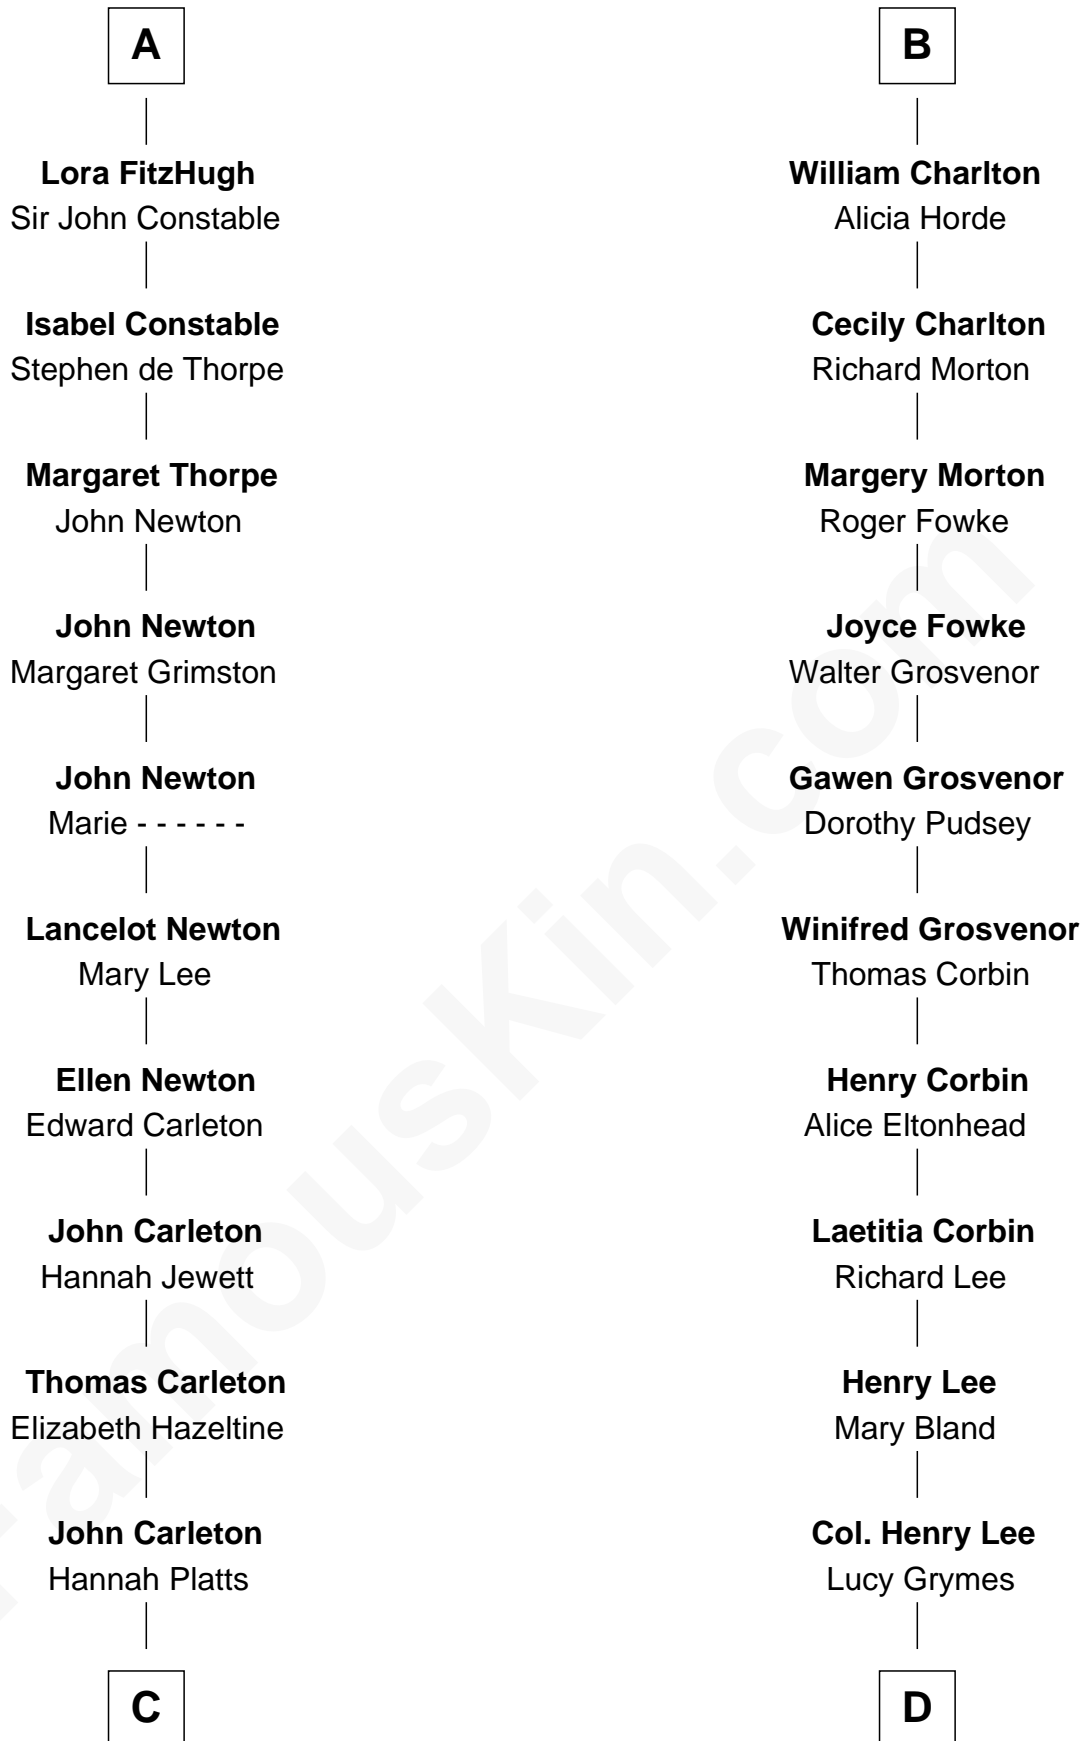 A
Lora FitzHugh
Sir John Constable
Isabel Constable
Stephen de Thorpe
Margaret Thorpe
John Newton
John Newton
Margaret Grimston
John Newton
Marie - - - - - -
Lancelot Newton
Mary Lee
Ellen Newton
Edward Carleton
John Carleton
Hannah Jewett
Thomas Carleton
Elizabeth Hazeltine
John Carleton
Hannah Platts
C
B
William Charlton
Alicia Horde
Cecily Charlton
Richard Morton
Margery Morton
Roger Fowke
Joyce Fowke
Walter Grosvenor
Gawen Grosvenor
Dorothy Pudsey
Winifred Grosvenor
Thomas Corbin
Henry Corbin
Alice Eltonhead
Laetitia Corbin
Richard Lee
Henry Lee
Mary Bland
Col. Henry Lee
Lucy Grymes
D
FamousKin.com